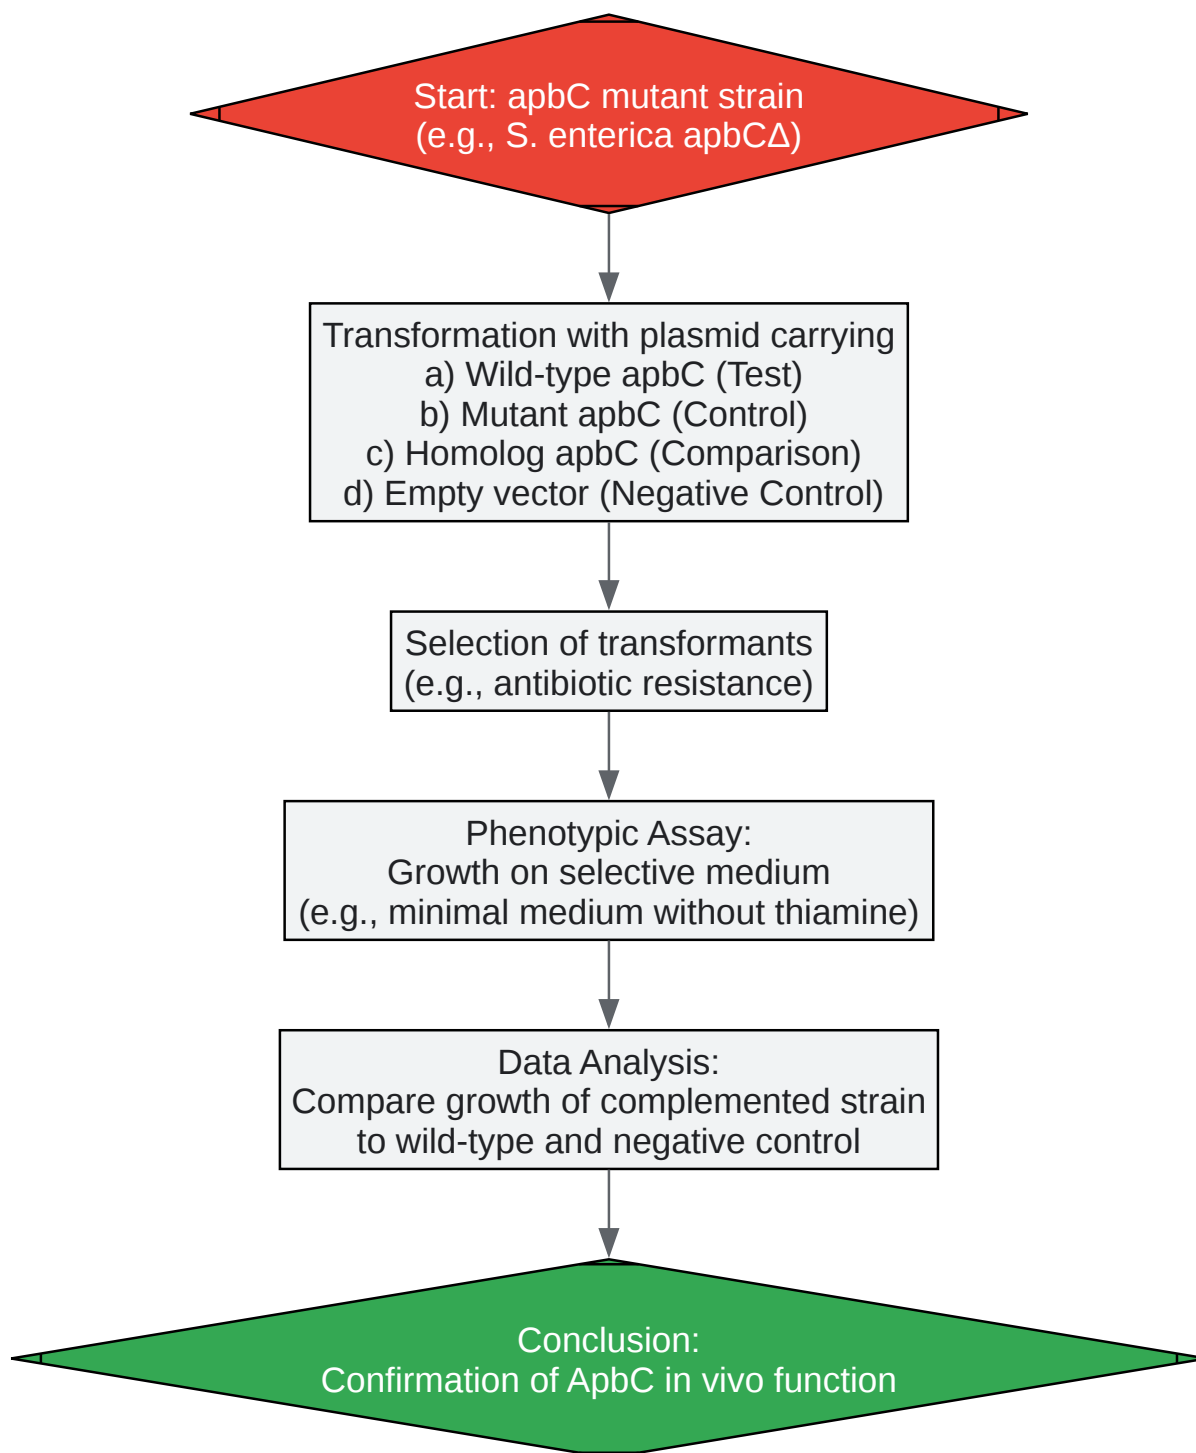 Start: apbC mutant strain
(e.g., S. enterica apbCΔ)
Transformation with plasmid carrying
a) Wild-type apbC (Test)
b) Mutant apbC (Control)
c) Homolog apbC (Comparison)
d) Empty vector (Negative Control)
Selection of transformants
(e.g., antibiotic resistance)
Phenotypic Assay:
Growth on selective medium
(e.g., minimal medium without thiamine)
Data Analysis:
Compare growth of complemented strain
to wild-type and negative control
Conclusion:
Confirmation of ApbC in vivo function